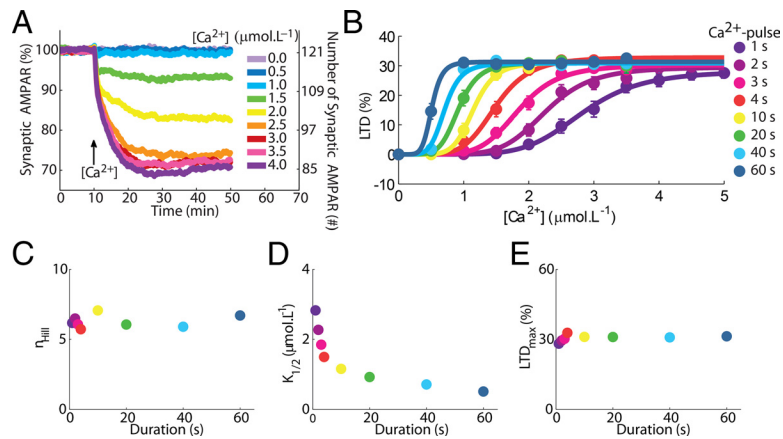 A
[Ca²⁺] (µmol.L⁻¹)
Synaptic AMPAR (%)
100
90
80
70
[Ca²⁺]
0 10 20 30 40 50 60 70
Time (min)
0.0
0.5
1.0
1.5
2.0
2.5
3.0
3.5
4.0
121
109
97
85
Number of Synaptic
AMPAR (#)
B
LTD (%)
40
30
20
10
0
-10
0 1 2 3 4 5
[Ca²⁺] (µmol.L⁻¹)
Ca²⁺-pulse
1 s
2 s
3 s
4 s
10 s
20 s
40 s
60 s
C
nHill
10
5
0
0 20 40 60
Duration (s)
D
K1/2 (µmol.L⁻¹)
4
2
0
0 20 40 60
Duration (s)
E
LTDmax (%)
60
30
0
0 20 40 60
Duration (s)